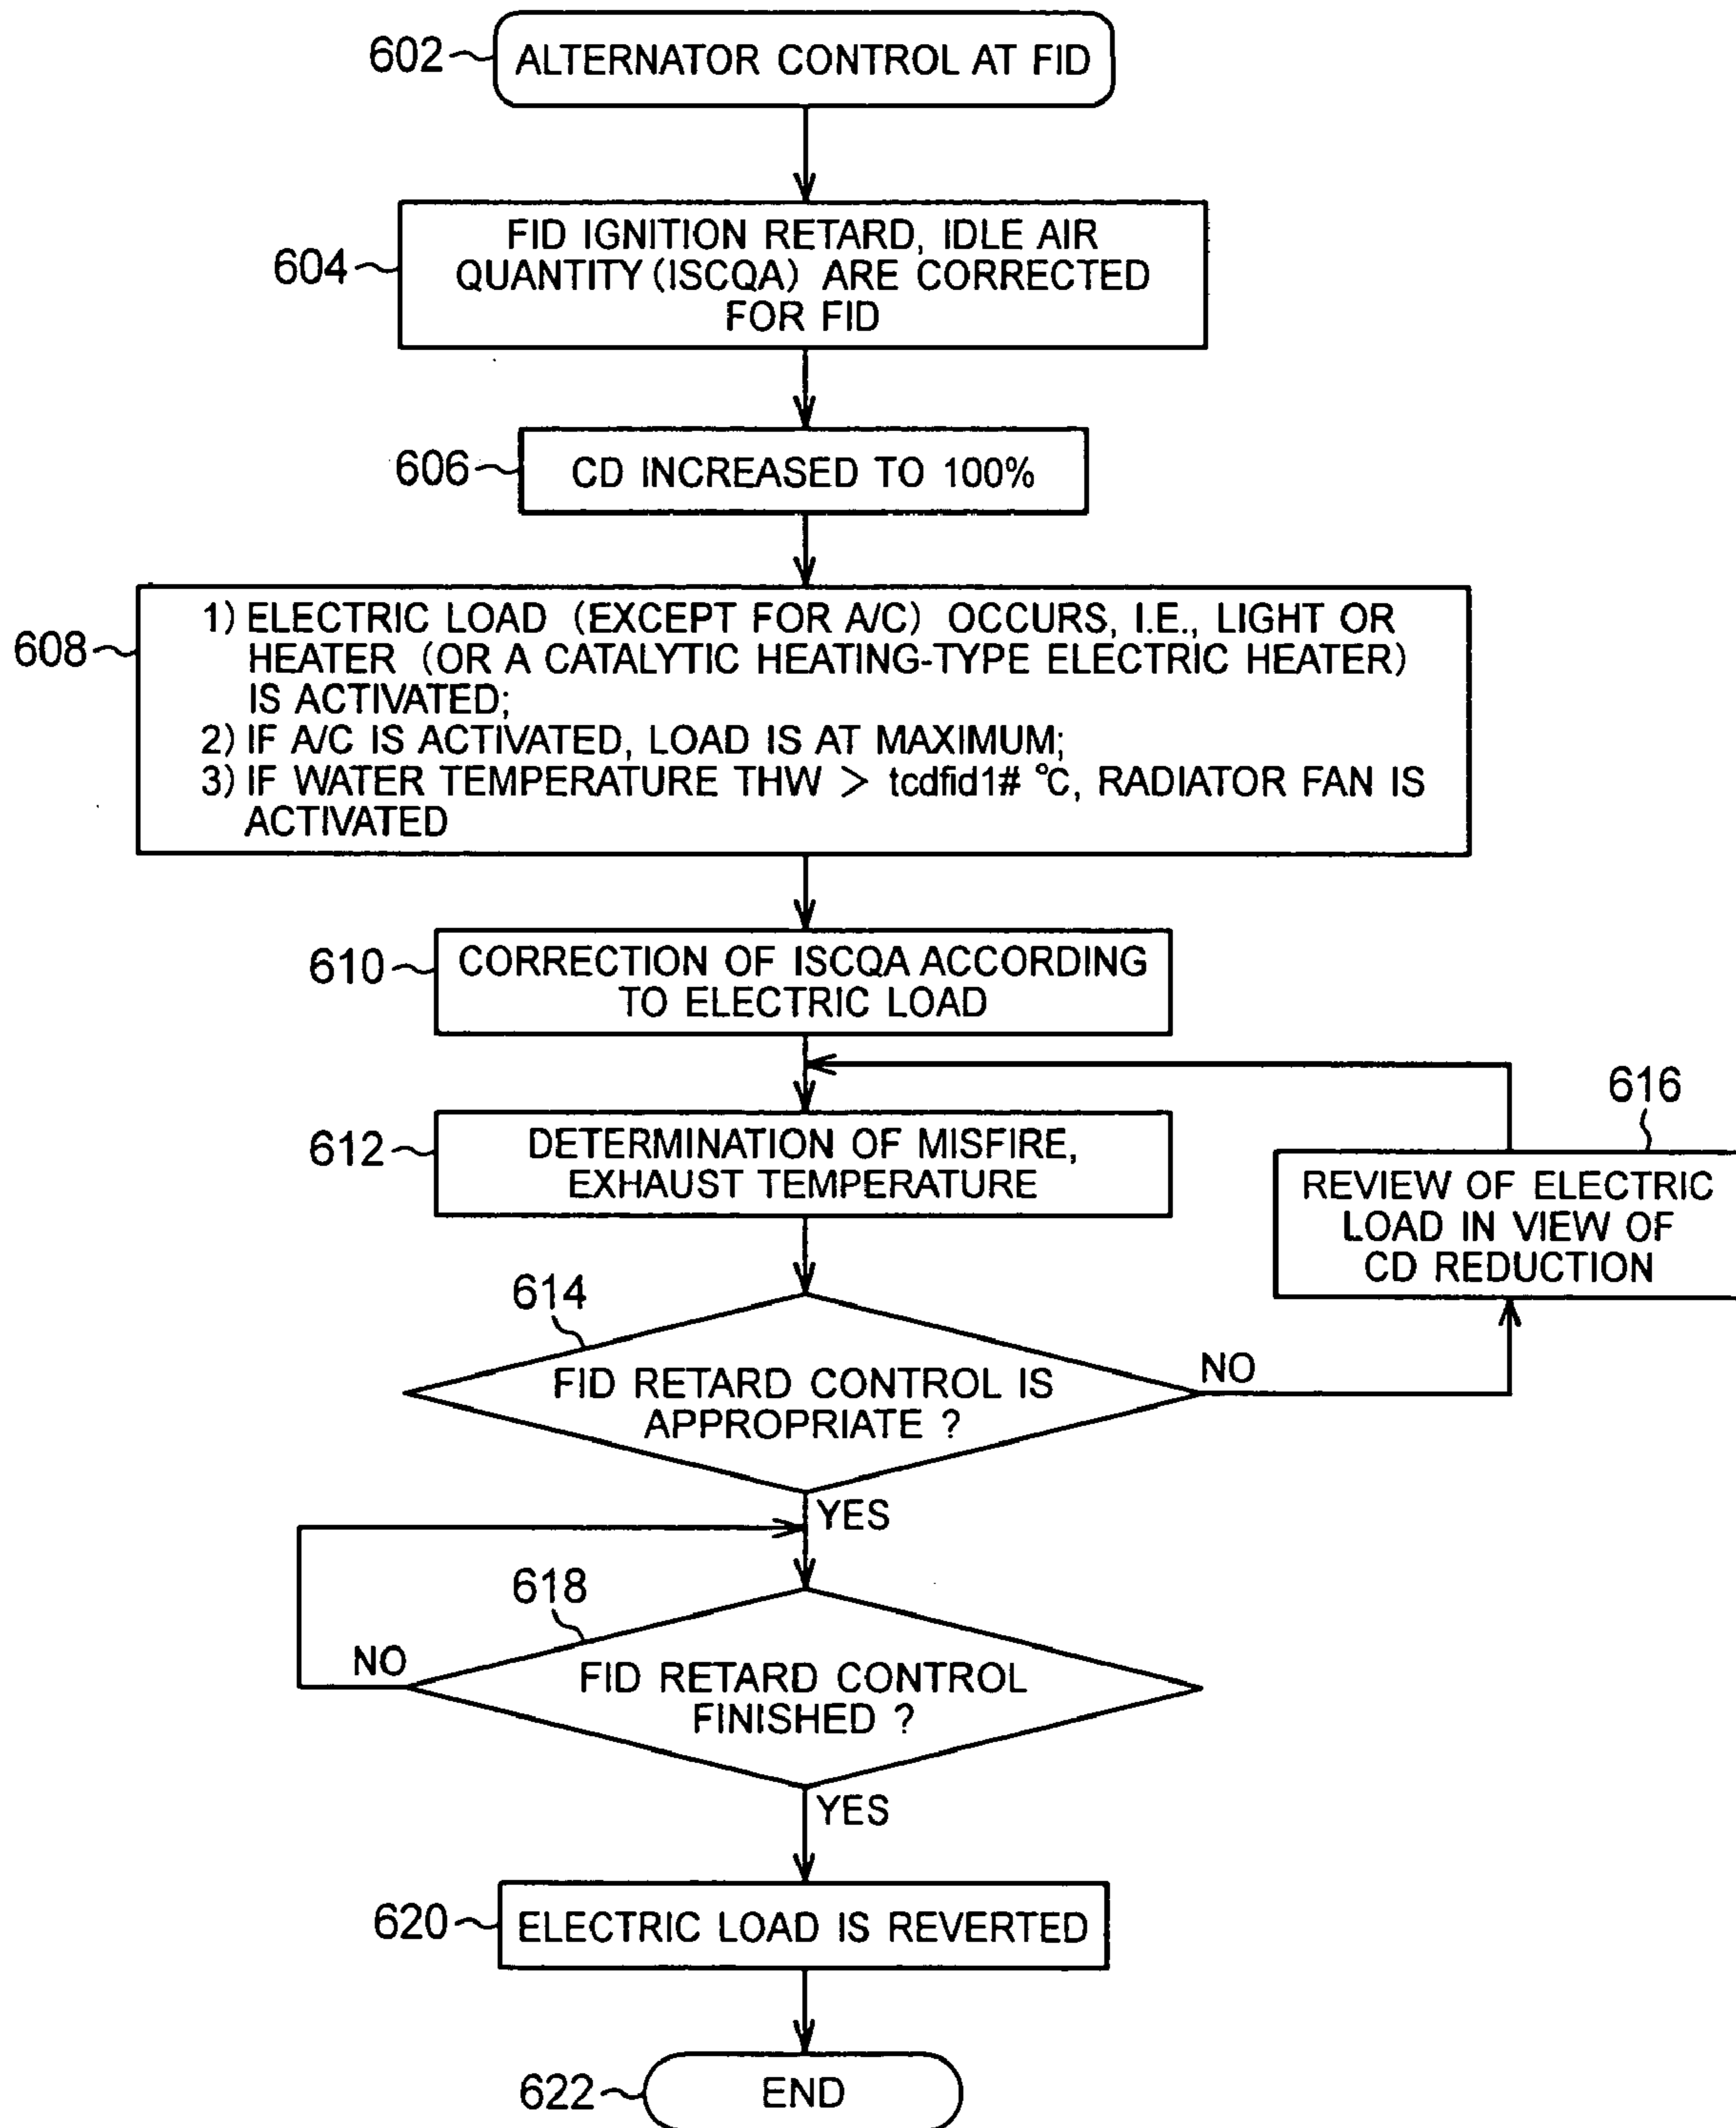 602
ALTERNATOR CONTROL AT FID
604
FID IGNITION RETARD, IDLE AIR
QUANTITY (ISCQA) ARE CORRECTED
FOR FID
606
CD INCREASED TO 100%
608
1) ELECTRIC LOAD (EXCEPT FOR A/C) OCCURS, I.E., LIGHT OR
HEATER (OR A CATALYTIC HEATING-TYPE ELECTRIC HEATER)
IS ACTIVATED;
2) IF A/C IS ACTIVATED, LOAD IS AT MAXIMUM;
3) IF WATER TEMPERATURE THW > tcdfid1# °C, RADIATOR FAN IS
ACTIVATED
610
CORRECTION OF ISCQA ACCORDING
TO ELECTRIC LOAD
612
DETERMINATION OF MISFIRE,
EXHAUST TEMPERATURE
616
REVIEW OF ELECTRIC
LOAD IN VIEW OF
CD REDUCTION
614
FID RETARD CONTROL IS
APPROPRIATE ?
NO
YES
618
FID RETARD CONTROL
FINISHED ?
NO
YES
620
ELECTRIC LOAD IS REVERTED
622
END